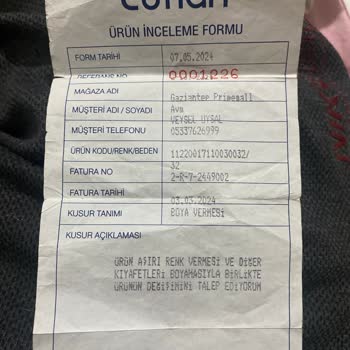 ÜRÜN İNCELEME FORMU
FORM TARİHİ 07.05.2024
REFERANS NO 0001226
MAĞAZA ADI Gaziantep Primemall
Avm
MÜŞTERİ ADI / SOYADI VEYSEL UYSAL
MÜŞTERİ TELEFONU 05337626999
ÜRÜN KODU/RENK/BEDEN 11220017110030032/
32
FATURA NO 2-R-7-2449002
FATURA TARİHİ 03.03.2024
KUSUR TANIMI BOYA VERMESİ
KUSUR AÇIKLAMASI
ÜRÜN AŞIRI RENK VERMESİ VE DİĞER
KIYAFETLERİ BOYAMASIYLA BİRLİKTE
ÜRÜNÜN DEĞİŞİMİNİ TALEP EDİYORUM